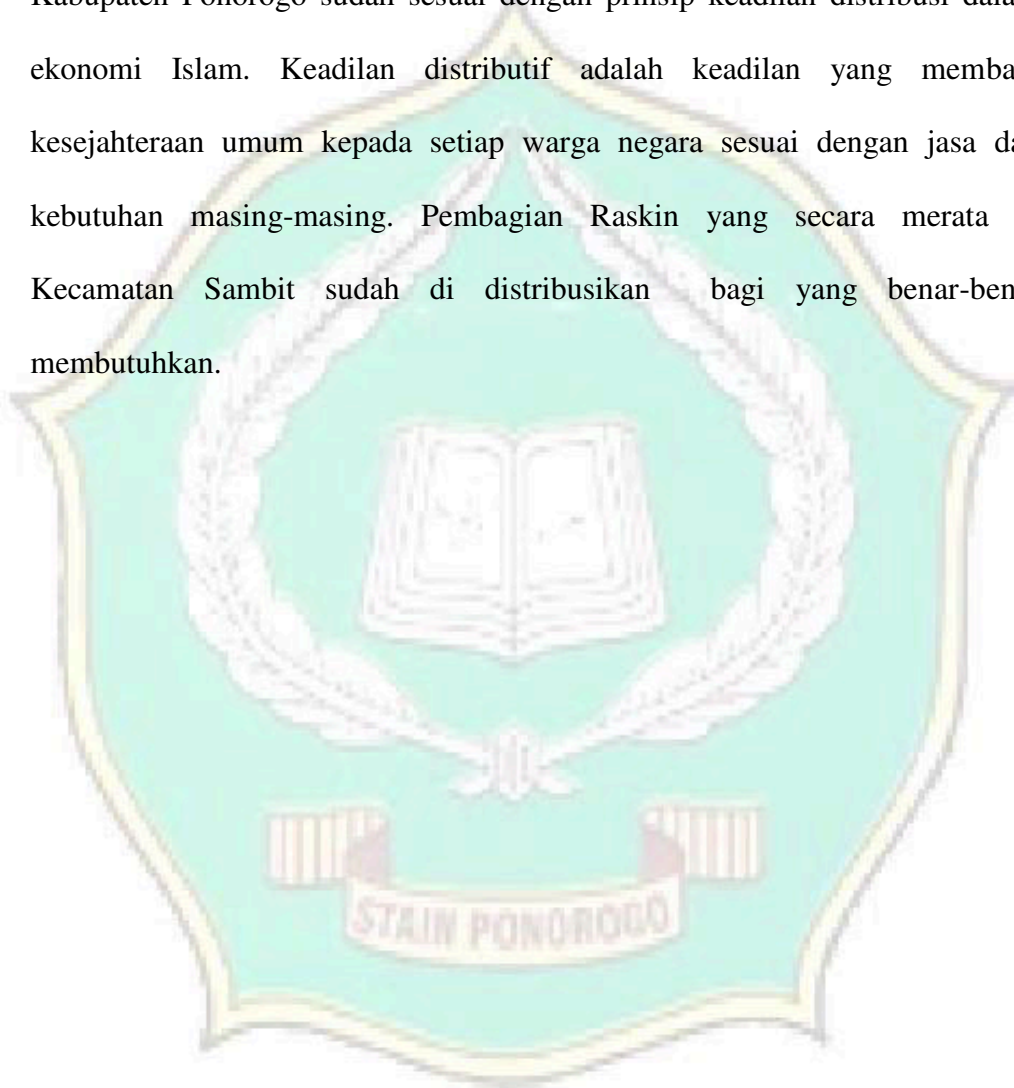 Kabupaten Ponorogo sudah sesuai dengan prinsip keadilan distribusi dala
ekonomi Islam. Keadilan distributif adalah keadilan yang memba
kesejahteraan umum kepada setiap warga negara sesuai dengan jasa da
kebutuhan masing-masing. Pembagian Raskin yang secara merata
Kecamatan Sambit sudah di distribusikan bagi yang benar-ben
membutuhkan.
STAIN PONOROGO